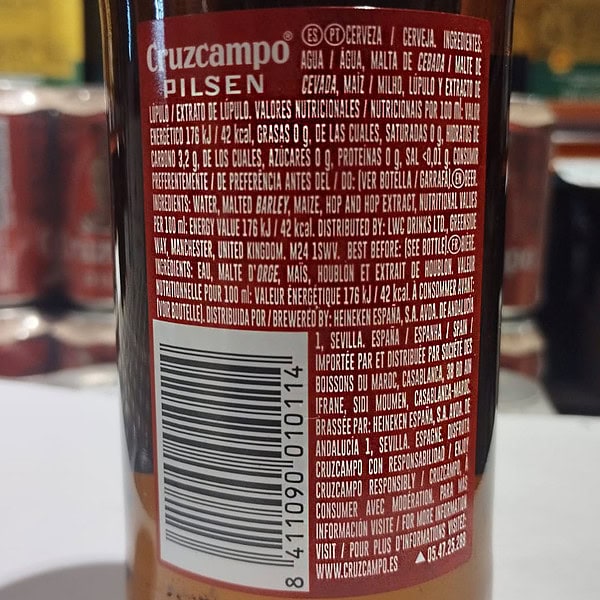 Cruzcampo®
PILSEN
ES PT CERVEZA / CERVEJA. INGREDIENTES:
AGUA / ÁGUA, MALTA DE CEBADA / MALTE DE
CEVADA, MAÍZ / MILHO, LÚPULO Y EXTRACTO DE
LÚPULO / EXTRATO DE LÚPULO. VALORES NUTRICIONALES / NUTRICIONAIS POR 100 ml: VALOR
ENERGÉTICO 176 kJ / 42 kcal, GRASAS 0 g, DE LAS CUALES, SATURADAS 0 g, HIDRATOS DE
CARBONO 3,2 g, DE LOS CUALES, AZÚCARES 0 g, PROTEÍNAS 0 g, SAL <0,01 g. CONSUMIR
PREFERENTEMENTE / DE PREFERÊNCIA ANTES DEL / DO: (VER BOTELLA / GARRAFA). BEER.
INGREDIENTS: WATER, MALTED BARLEY, MAIZE, HOP AND HOP EXTRACT, NUTRITIONAL VALUES
PER 100 ml: ENERGY VALUE 176 kJ / 42 kcal. DISTRIBUTED BY: LWC DRINKS LTD., GREENSIDE
WAY, MANCHESTER, UNITED KINGDOM. M24 1SWV. BEST BEFORE: (SEE BOTTLE) FR BIÈRE.
INGRÉDIENTS: EAU, MALTE D'ORGE, MAÏS, HOUBLON ET EXTRAIT DE HOUBLON. VALEUR
NUTRITIONNELLE POUR 100 ml: VALEUR ÉNERGÉTIQUE 176 kJ / 42 kcal. À CONSOMMER AVANT:
(VOIR BOUTELLE). DISTRIBUIDA POR / BREWED BY: HEINEKEN ESPAÑA, S.A. AVDA. DE ANDALUCÍA
1, SEVILLA. ESPAÑA / ESPANHA / SPAIN /
IMPORTÉE PAR ET DISTRIBUÉE PAR SOCIÉTÉ DES
BOISSONS DU MAROC, CASABLANCA, 38 BD AIN
IFRANE, SIDI MOUMEN, CASABLANCA-MAROC.
BRASSÉE PAR: HEINEKEN ESPAÑA, S.A. AVDA. DE
ANDALUCÍA 1, SEVILLA. ESPAGNE. DISFRUTA
CRUZCAMPO CON RESPONSABILIDAD / ENJOY
CRUZCAMPO RESPONSIBLY / CRUZCAMPO, À
CONSUMER AVEC MODÉRATION. PARA MÁS
INFORMACIÓN VISITE / FOR MORE INFORMATION
VISIT / POUR PLUS D'INFORMATIONS VISITEZ:
WWW.CRUZCAMPO.ES ▲ 05.47.25.289
8 411090 010114